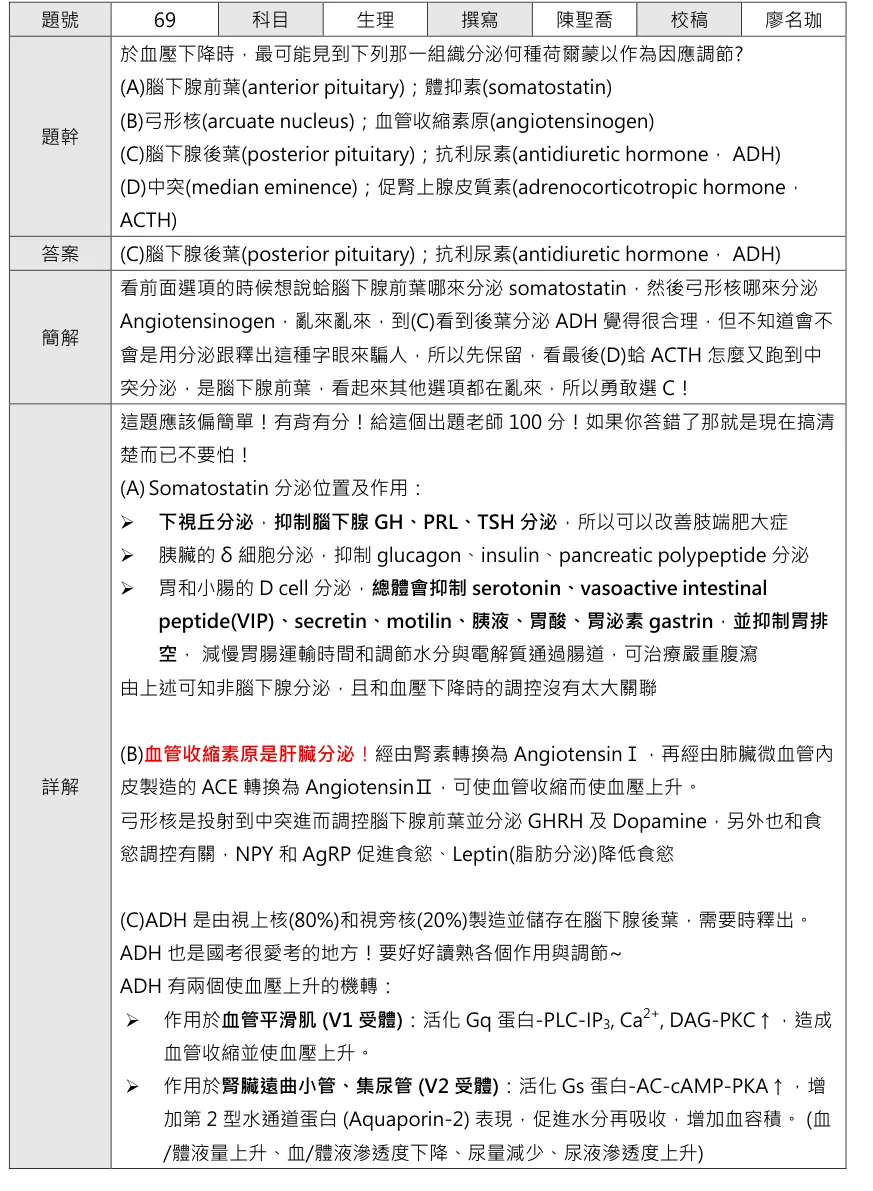 題號 69 科目 生理 撰寫 陳聖喬 校稿 廖名珈
題幹
於血壓下降時，最可能見到下列那一組織分泌何種荷爾蒙以作為因應調節?
(A)腦下腺前葉(anterior pituitary)；體抑素(somatostatin)
(B)弓形核(arcuate nucleus)；血管收縮素原(angiotensinogen)
(C)腦下腺後葉(posterior pituitary)；抗利尿素(antidiuretic hormone， ADH)
(D)中突(median eminence)；促腎上腺皮質素(adrenocorticotropic hormone，
ACTH)
答案
(C)腦下腺後葉(posterior pituitary)；抗利尿素(antidiuretic hormone， ADH)
簡解
看前面選項的時候想說蛤腦下腺前葉哪來分泌 somatostatin，然後弓形核哪來分泌
Angiotensinogen，亂來亂來，到(C)看到後葉分泌 ADH 覺得很合理，但不知道會不
會是用分泌跟釋出這種字眼來騙人，所以先保留，看最後(D)蛤 ACTH 怎麼又跑到中
突分泌，是腦下腺前葉，看起來其他選項都在亂來，所以勇敢選 C！
詳解
這題應該偏簡單！有背有分！給這個出題老師 100 分！如果你答錯了那就是現在搞清
楚而已不要怕！
(A) Somatostatin 分泌位置及作用：
➢ 下視丘分泌，抑制腦下腺 GH、PRL、TSH 分泌，所以可以改善肢端肥大症
➢ 胰臟的 δ 細胞分泌，抑制 glucagon、insulin、pancreatic polypeptide 分泌
➢ 胃和小腸的 D cell 分泌，總體會抑制 serotonin、vasoactive intestinal
peptide(VIP)、secretin、motilin、胰液、胃酸、胃泌素 gastrin，並抑制胃排
空， 減慢胃腸運輸時間和調節水分與電解質通過腸道，可治療嚴重腹瀉
由上述可知非腦下腺分泌，且和血壓下降時的調控沒有太大關聯
(B)血管收縮素原是肝臟分泌！經由腎素轉換為 AngiotensinⅠ，再經由肺臟微血管內
皮製造的 ACE 轉換為 AngiotensinⅡ，可使血管收縮而使血壓上升。
弓形核是投射到中突進而調控腦下腺前葉並分泌 GHRH 及 Dopamine，另外也和食
慾調控有關，NPY 和 AgRP 促進食慾、Leptin(脂肪分泌)降低食慾
(C)ADH 是由視上核(80%)和視旁核(20%)製造並儲存在腦下腺後葉，需要時釋出。
ADH 也是國考很愛考的地方！要好好讀熟各個作用與調節~
ADH 有兩個使血壓上升的機轉：
➢ 作用於血管平滑肌 (V1 受體)：活化 Gq 蛋白-PLC-IP₃, Ca²⁺, DAG-PKC↑，造成
血管收縮並使血壓上升。
➢ 作用於腎臟遠曲小管、集尿管 (V2 受體)：活化 Gs 蛋白-AC-cAMP-PKA↑，增
加第 2 型水通道蛋白 (Aquaporin-2) 表現，促進水分再吸收，增加血容積。 (血
/體液量上升、血/體液滲透度下降、尿量減少、尿液滲透度上升)